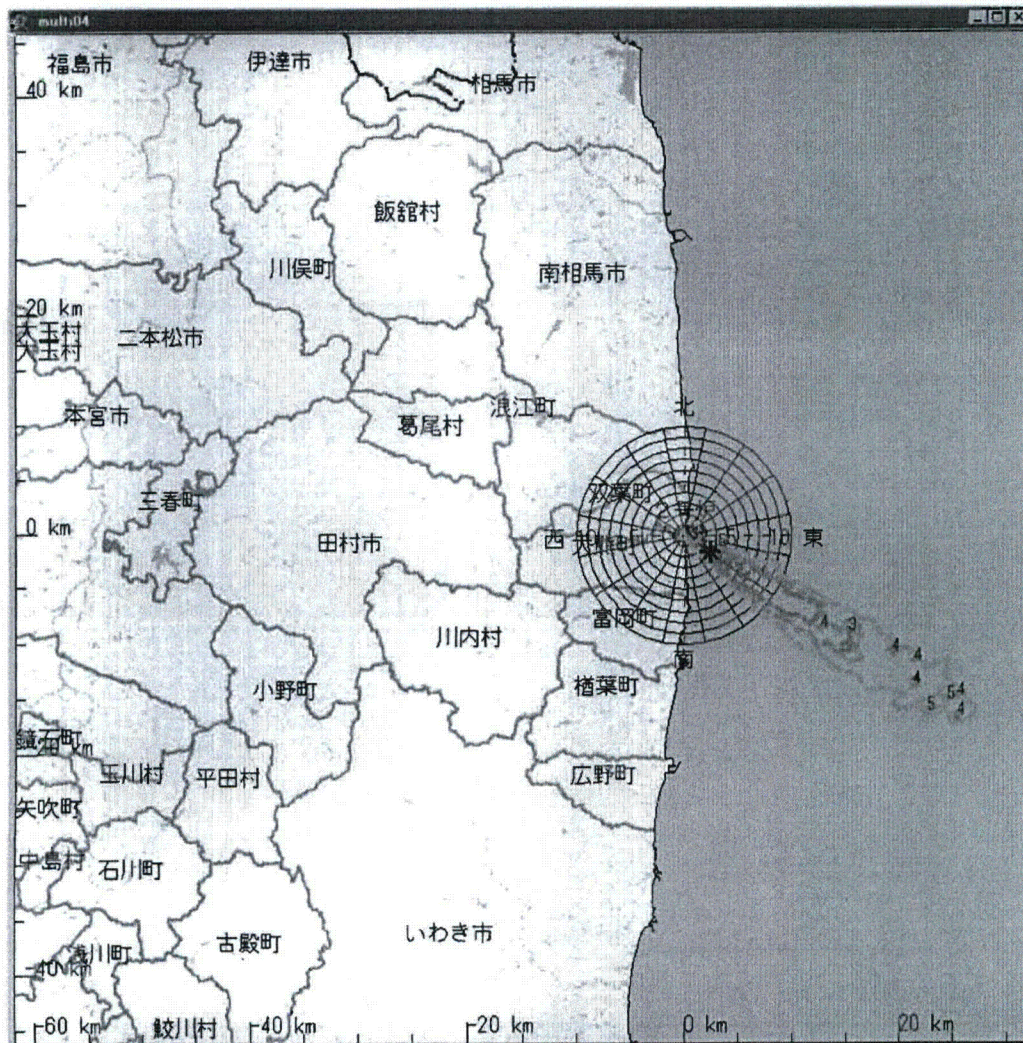 multi04
福島市
伊達市
相馬市
40 km
飯舘村
川俣町
南相馬市
20 km
大玉村
大玉村
二本松市
本宮市
葛尾村
浪江町
北
三春町
双葉町
0 km
田村市
西
東
富岡町
4
3
川内村
4
4
南
小野町
楢葉町
4
5
4
5
4
鏡石町
玉川村
平田村
広野町
矢吹町
中島村
石川町
浅川町
古殿町
いわき市
-40 km
鮫川村
-60 km
-40 km
-20 km
0 km
20 km